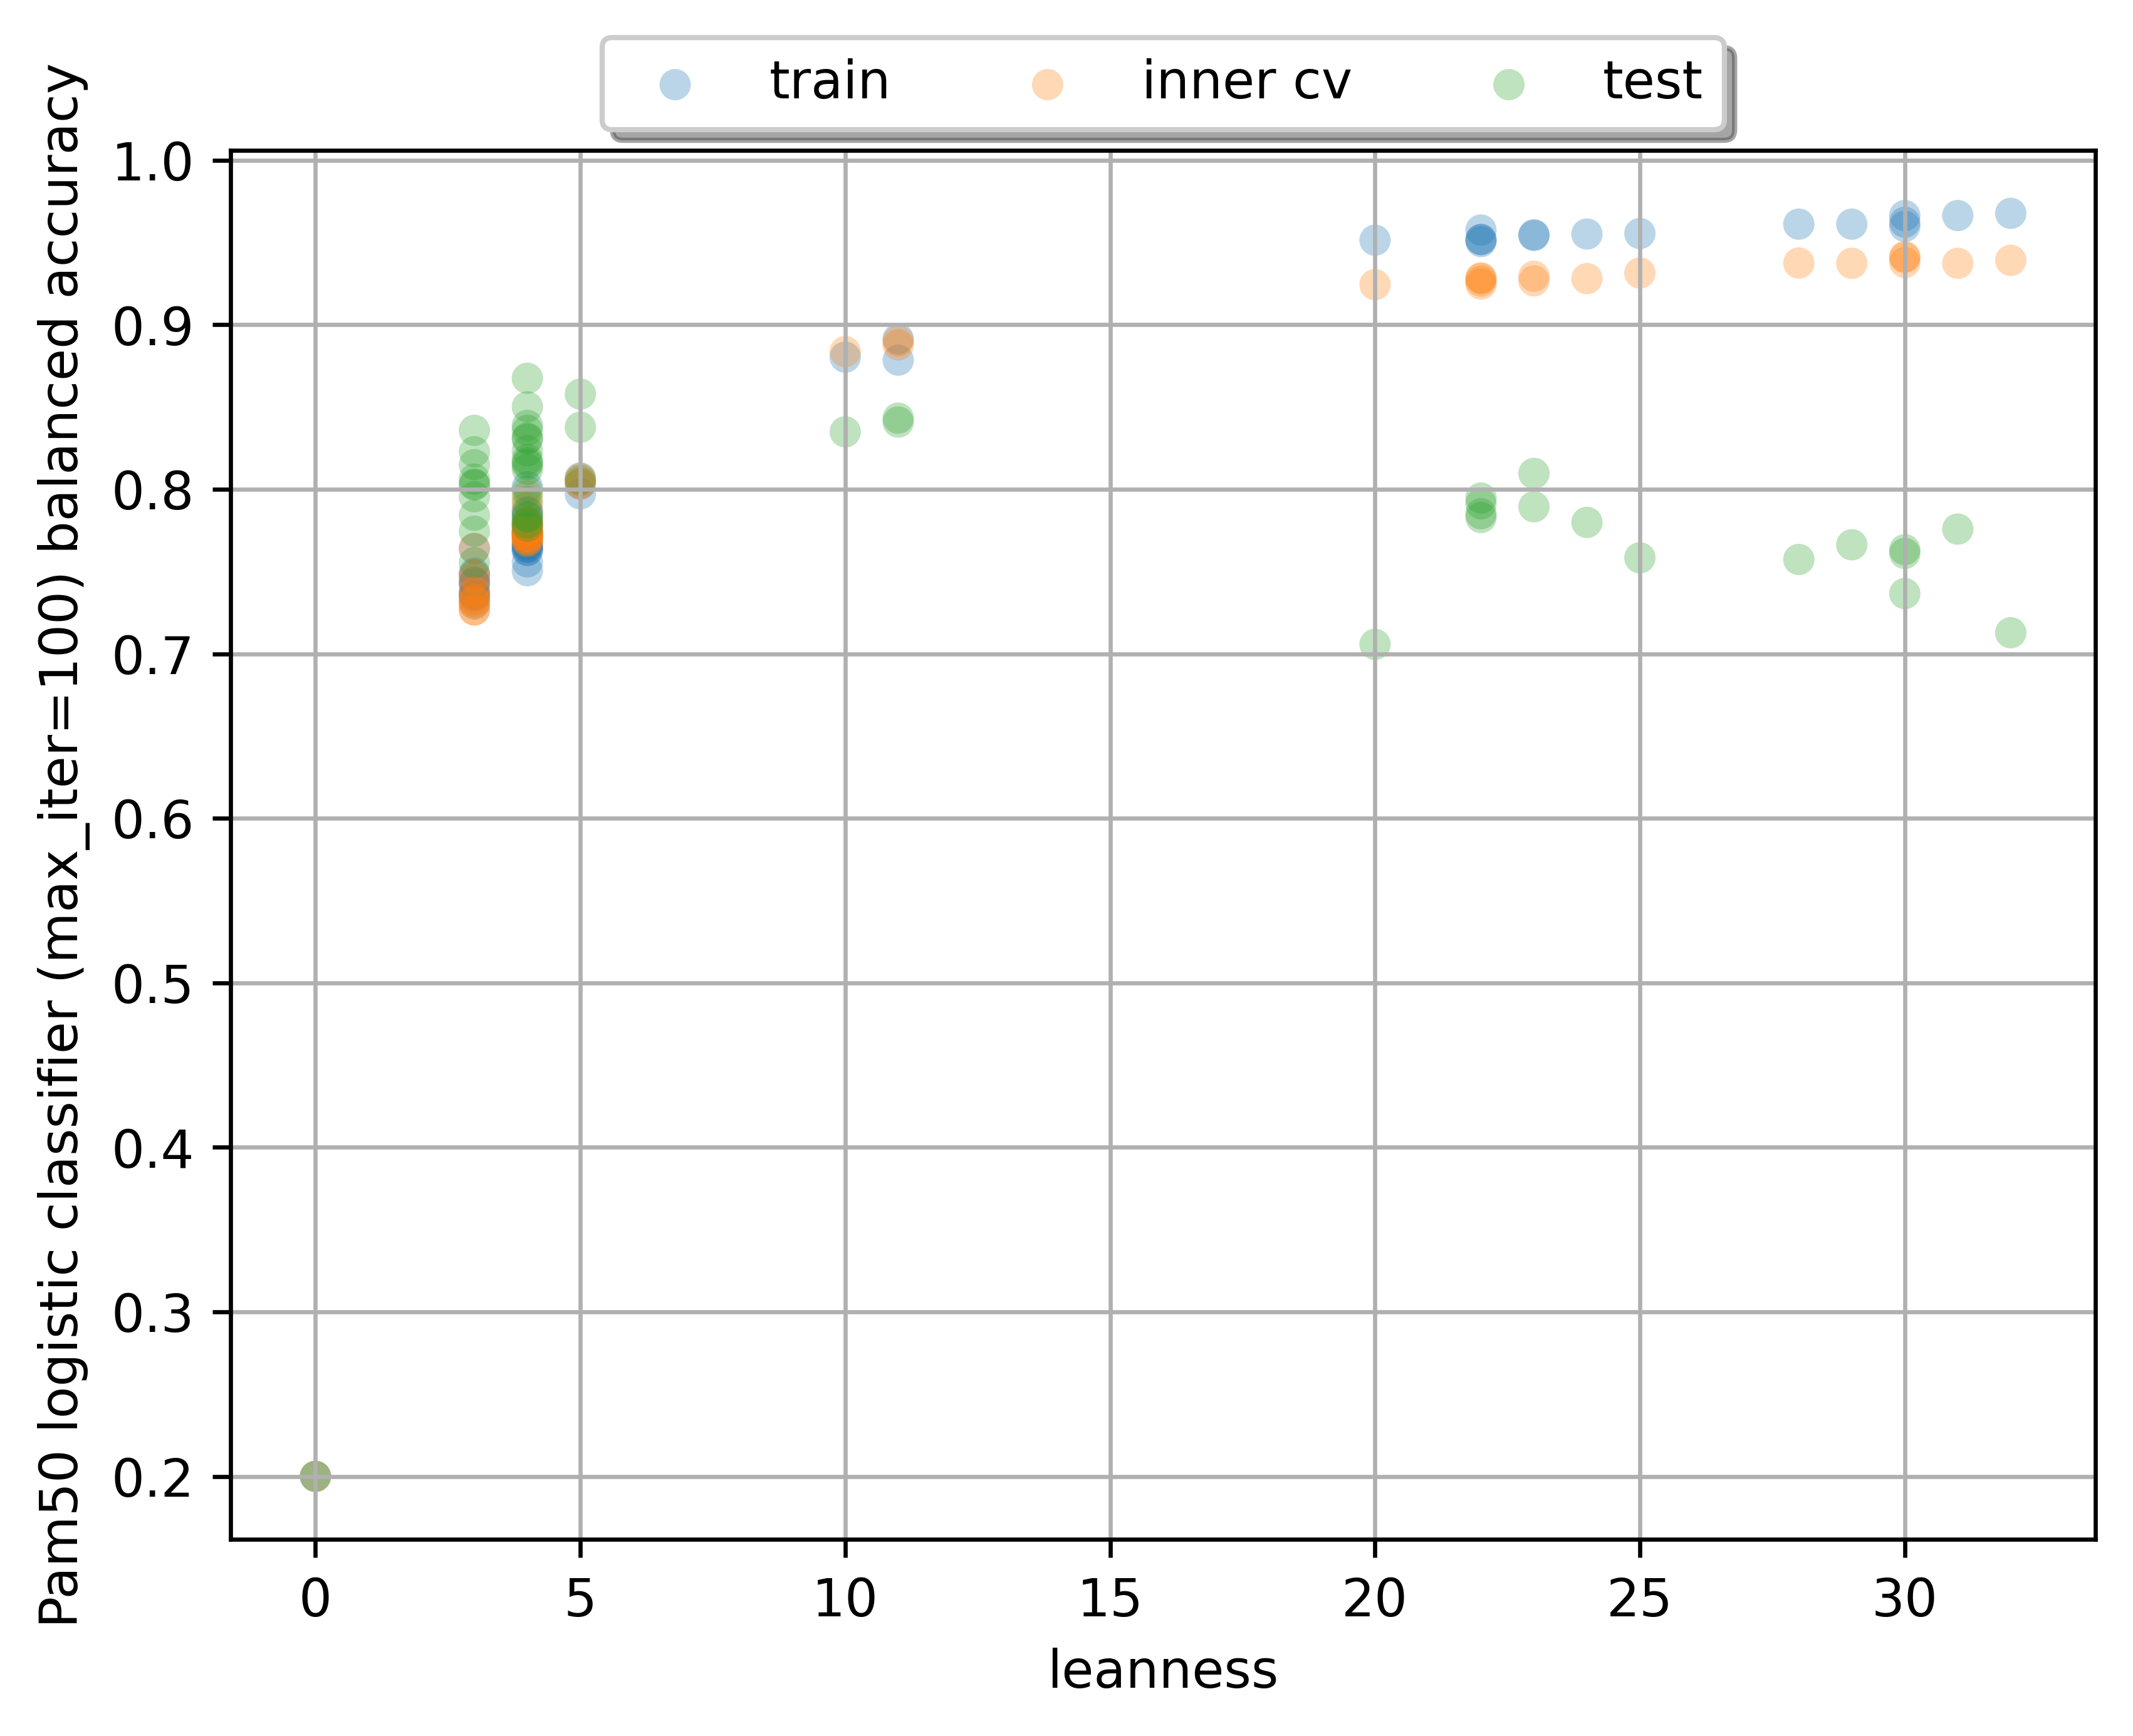 train inner cv test
Pam50 logistic classifier (max_iter=100) balanced accuracy
1.0
0.9
0.8
0.7
0.6
0.5
0.4
0.3
0.2
0 5 10 15 20 25 30
leanness